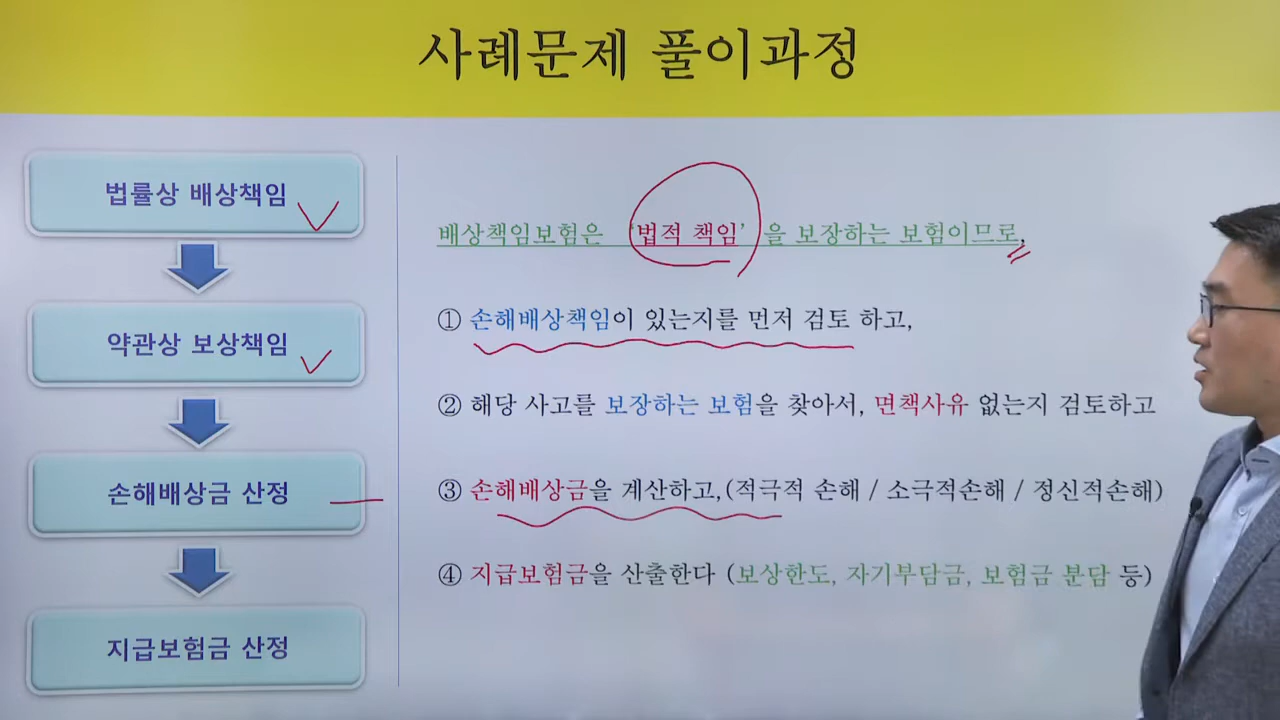 사례문제 풀이과정
법률상 배상책임
약관상 보상책임
손해배상금 산정
지급보험금 산정
배상책임보험은 '법적 책임' 을 보장하는 보험이므로,
① 손해배상책임이 있는지를 먼저 검토 하고,
② 해당 사고를 보장하는 보험을 찾아서, 면책사유 없는지 검토하고
③ 손해배상금을 계산하고,(적극적 손해 / 소극적손해 / 정신적손해)
④ 지급보험금을 산출한다 (보상한도, 자기부담금, 보험금 분담 등)